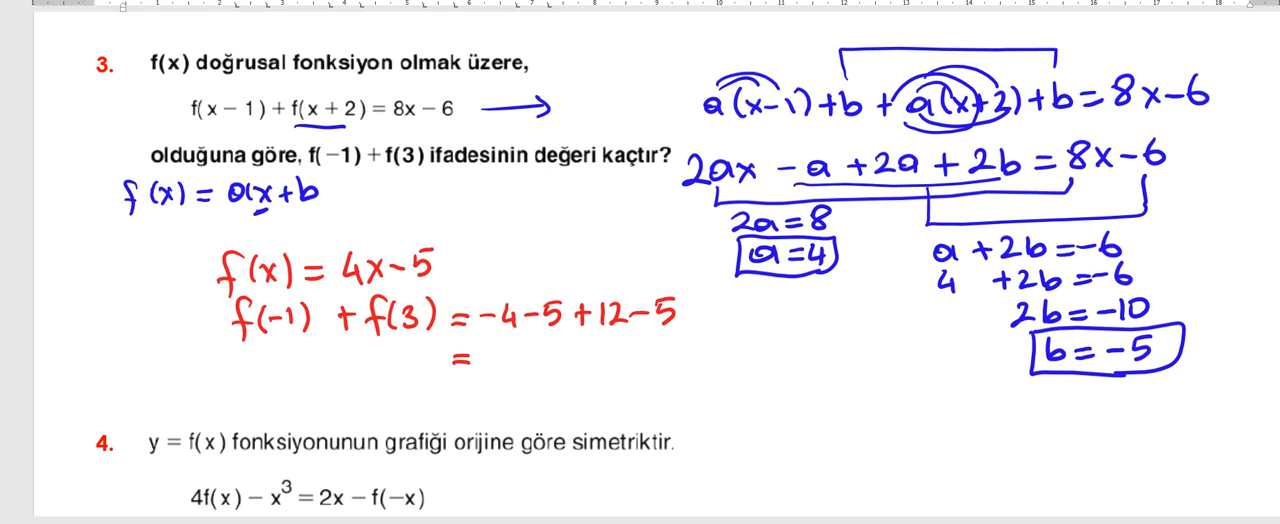 3. f(x) doğrusal fonksiyon olmak üzere,
f(x – 1) + f(x + 2) = 8x – 6
olduğuna göre, f(–1) + f(3) ifadesinin değeri kaçtır?
f(x) = ax+b
a(x-1)+b + a(x+2)+b = 8x-6
2ax - a + 2a + 2b = 8x-6
2a = 8
a = 4
a + 2b = -6
4 + 2b = -6
2b = -10
b = -5
f(x) = 4x-5
f(-1) + f(3) = -4-5+12-5
=
4. y = f(x) fonksiyonunun grafiği orijine göre simetriktir.
4f(x) – x³ = 2x – f(–x)